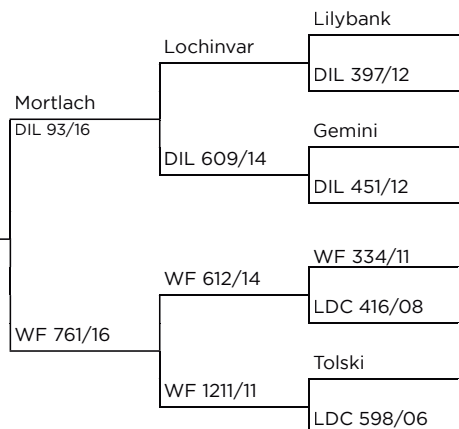 Lilybank
Lochinvar
DIL 397/12
Mortlach
DIL 93/16
Gemini
DIL 609/14
DIL 451/12
WF 334/11
WF 612/14
LDC 416/08
WF 761/16
Tolski
WF 1211/11
LDC 598/06